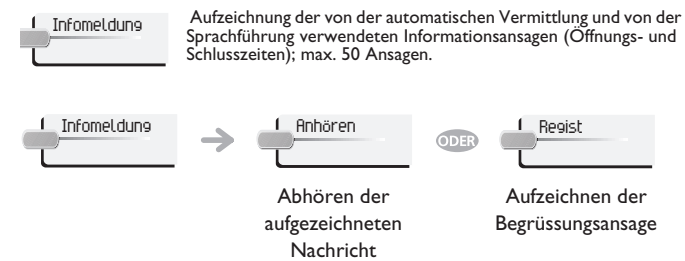 Infomeldung
Aufzeichnung der von der automatischen Vermittlung und von der
Sprachführung verwendeten Informationsansagen (Öffnungs- und
Schlusszeiten); max. 50 Ansagen.
Infomeldung
Anhören
ODER
Regist
Abhören der
aufgezeichneten
Nachricht
Aufzeichnen der
Begrüssungsansage